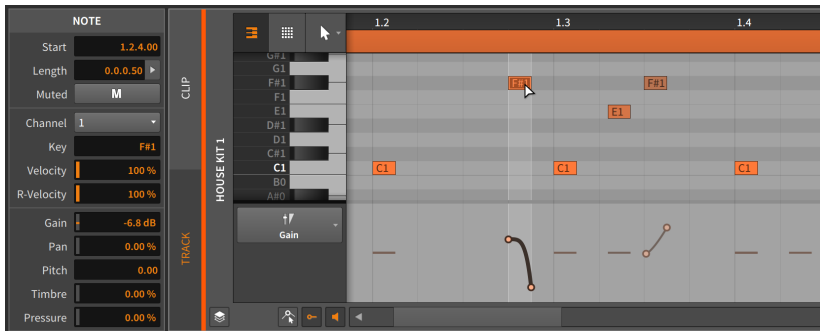 NOTE
Start 1.2.4.00
Length 0.0.0.50
Muted M
Channel 1
Key F#1
Velocity 100 %
R-Velocity 100 %
Gain -6.8 dB
Pan 0.00 %
Pitch 0.00
Timbre 0.00 %
Pressure 0.00 %
CLIP
TRACK
HOUSE KIT 1
1.2 1.3 1.4
G#1
G1
F#1 F#1 F#1
F1
E1 E1
D#1
D1
C#1
C1 C1 C1 C1
B0
A#0
Gain